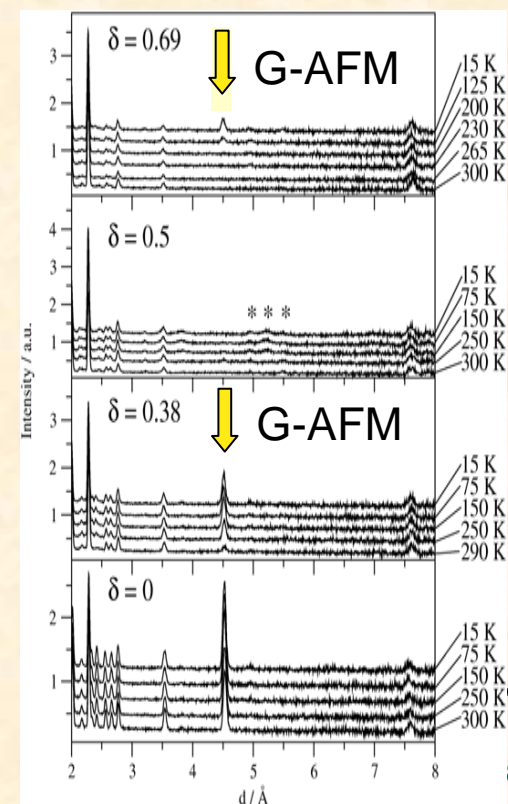 δ = 0.69
G-AFM
3
2
1
15 K
125 K
200 K
230 K
265 K
300 K
δ = 0.5
* * *
4
3
2
1
15 K
75 K
150 K
250 K
300 K
Intensity / a.u.
δ = 0.38
G-AFM
3
2
1
15 K
75 K
150 K
250 K
290 K
δ = 0
2
1
15 K
75 K
150 K
250 K
300 K
2 3 4 5 6 7 8
d / Å